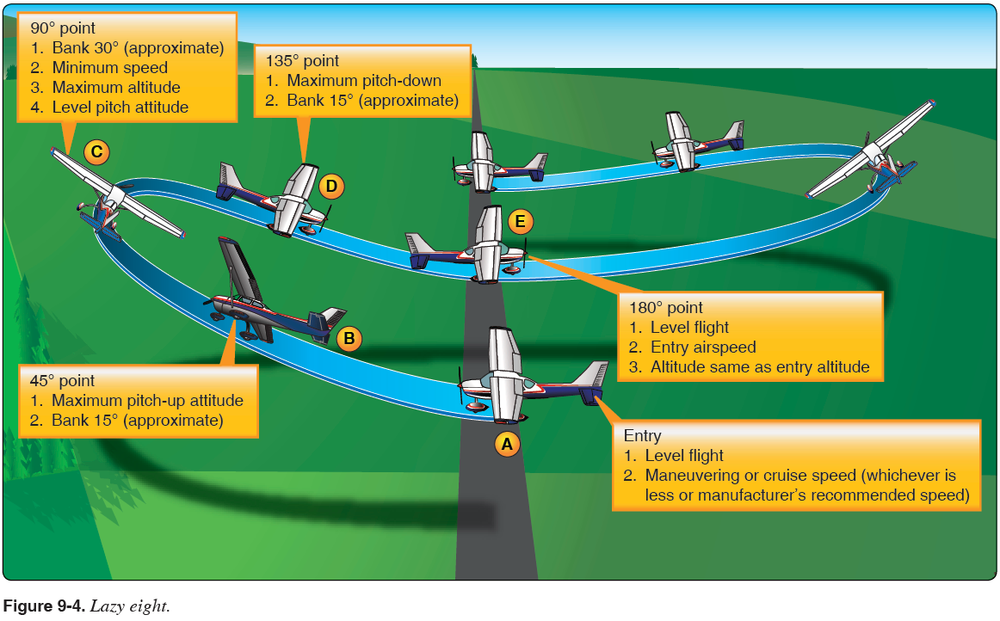 90° point
1. Bank 30° (approximate)
2. Minimum speed
3. Maximum altitude
4. Level pitch attitude
135° point
1. Maximum pitch-down
2. Bank 15° (approximate)
C
D
E
180° point
1. Level flight
2. Entry airspeed
3. Altitude same as entry altitude
B
45° point
1. Maximum pitch-up attitude
2. Bank 15° (approximate)
A
Entry
1. Level flight
2. Maneuvering or cruise speed (whichever is
less or manufacturer’s recommended speed)
Figure 9-4. Lazy eight.